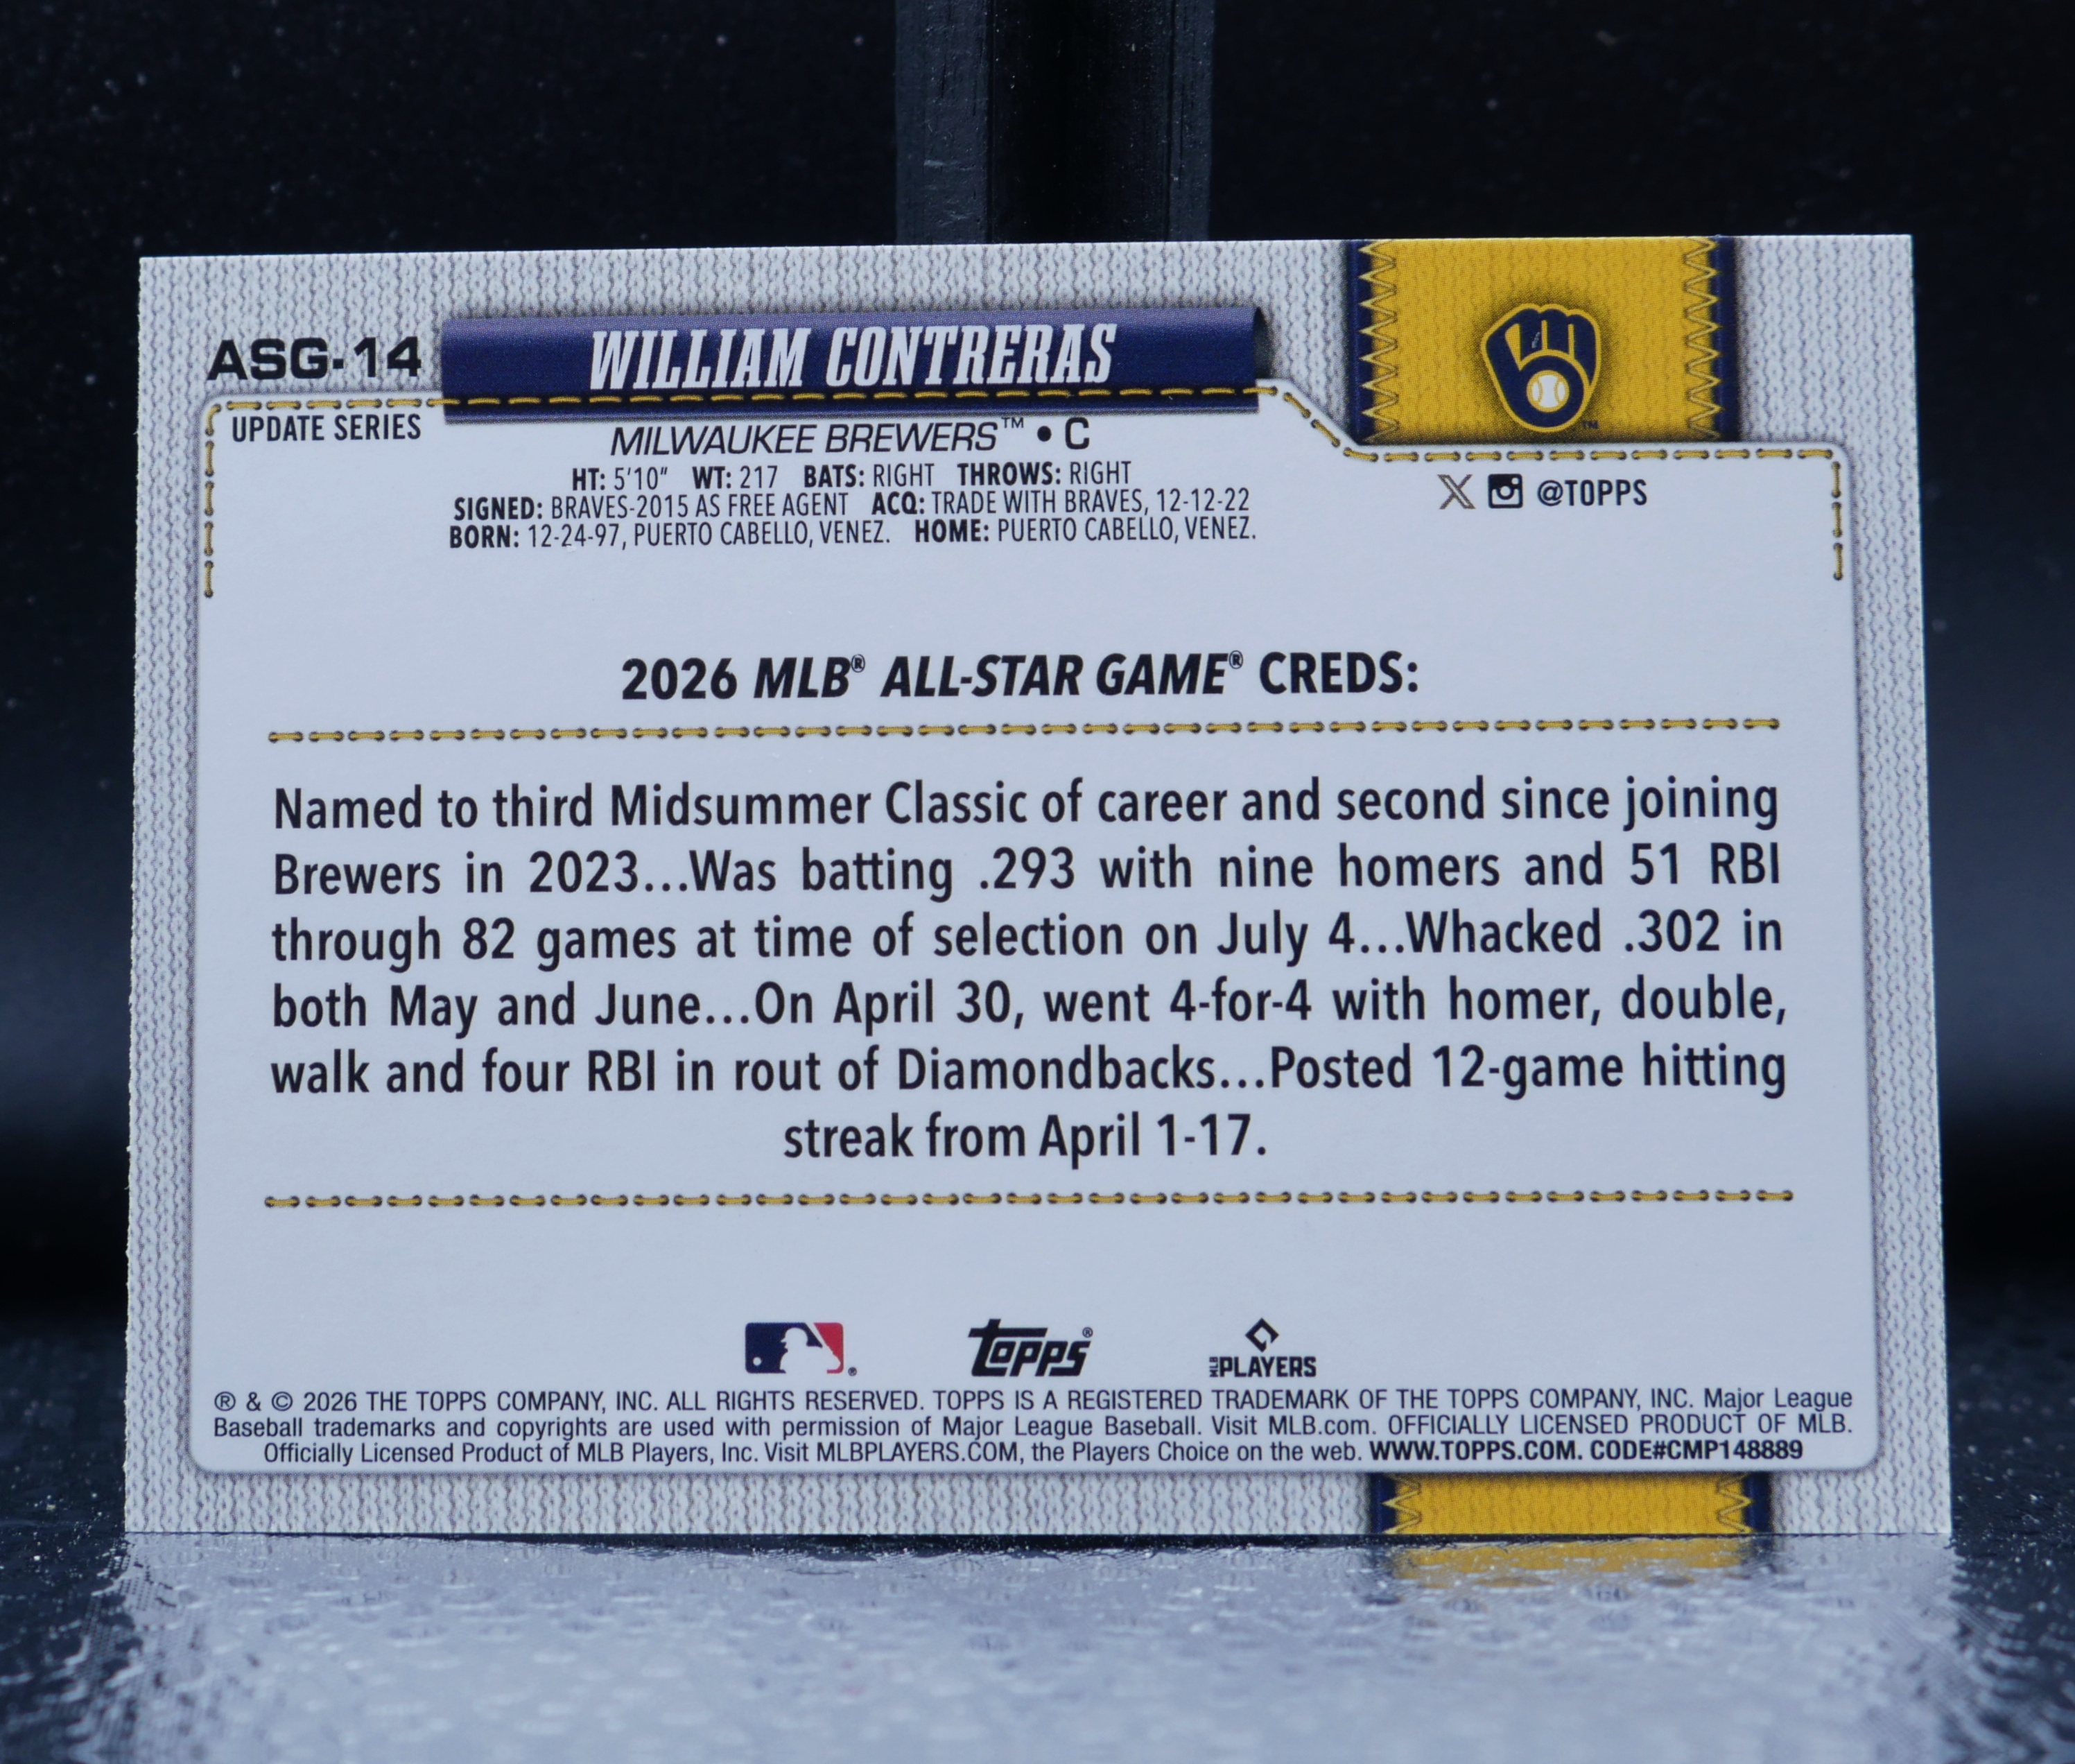 ASG-14
WILLIAM CONTRERAS
UPDATE SERIES
MILWAUKEE BREWERS™ • C
HT: 5'10" WT: 217 BATS: RIGHT THROWS: RIGHT
SIGNED: BRAVES-2015 AS FREE AGENT ACQ: TRADE WITH BRAVES, 12-12-22
BORN: 12-24-97, PUERTO CABELLO, VENEZ. HOME: PUERTO CABELLO, VENEZ.
TM
X @TOPPS
2026 MLB® ALL-STAR GAME® CREDS:
Named to third Midsummer Classic of career and second since joining
Brewers in 2023...Was batting .293 with nine homers and 51 RBI
through 82 games at time of selection on July 4...Whacked .302 in
both May and June...On April 30, went 4-for-4 with homer, double,
walk and four RBI in rout of Diamondbacks...Posted 12-game hitting
streak from April 1-17.
®
topps®
MLB PLAYERS
® & © 2026 THE TOPPS COMPANY, INC. ALL RIGHTS RESERVED. TOPPS IS A REGISTERED TRADEMARK OF THE TOPPS COMPANY, INC. Major League
Baseball trademarks and copyrights are used with permission of Major League Baseball. Visit MLB.com. OFFICIALLY LICENSED PRODUCT OF MLB.
Officially Licensed Product of MLB Players, Inc. Visit MLBPLAYERS.COM, the Players Choice on the web. WWW.TOPPS.COM. CODE#CMP148889